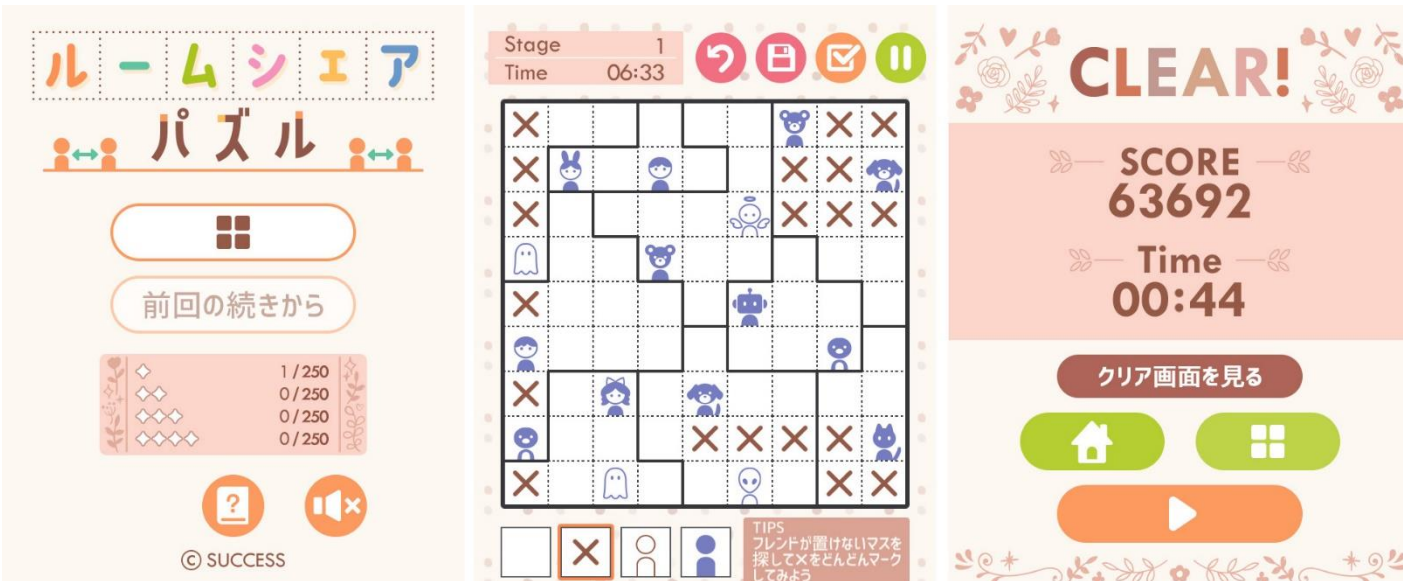 ルームシェア
パズル
前回の続きから
1/250
0/250
0/250
0/250
?
© SUCCESS
Stage 1
Time 06:33
TIPS
フレンドが置けないマスを
探して×をどんどんマーク
してみよう
CLEAR!
SCORE
63692
Time
00:44
クリア画面を見る